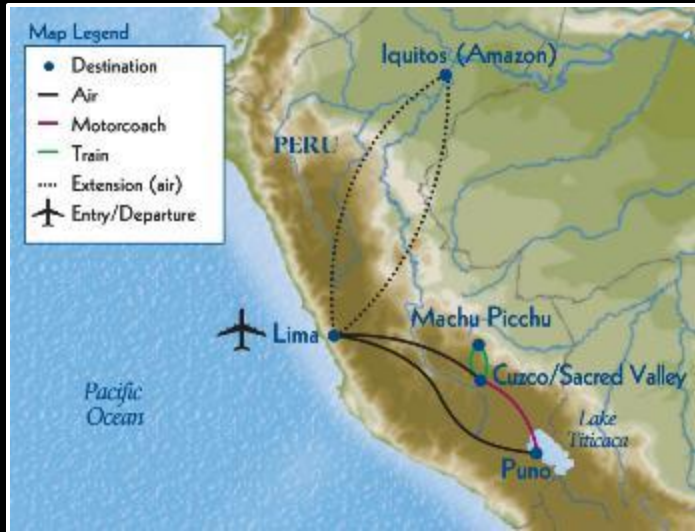 Map Legend
Destination
Air
Motorcoach
Train
Extension (air)
Entry/Departure
Iquitos (Amazon)
PERU
Lima
Machu Picchu
Cuzco/Sacred Valley
Pacific
Ocean
Lake
Titicaca
Puno